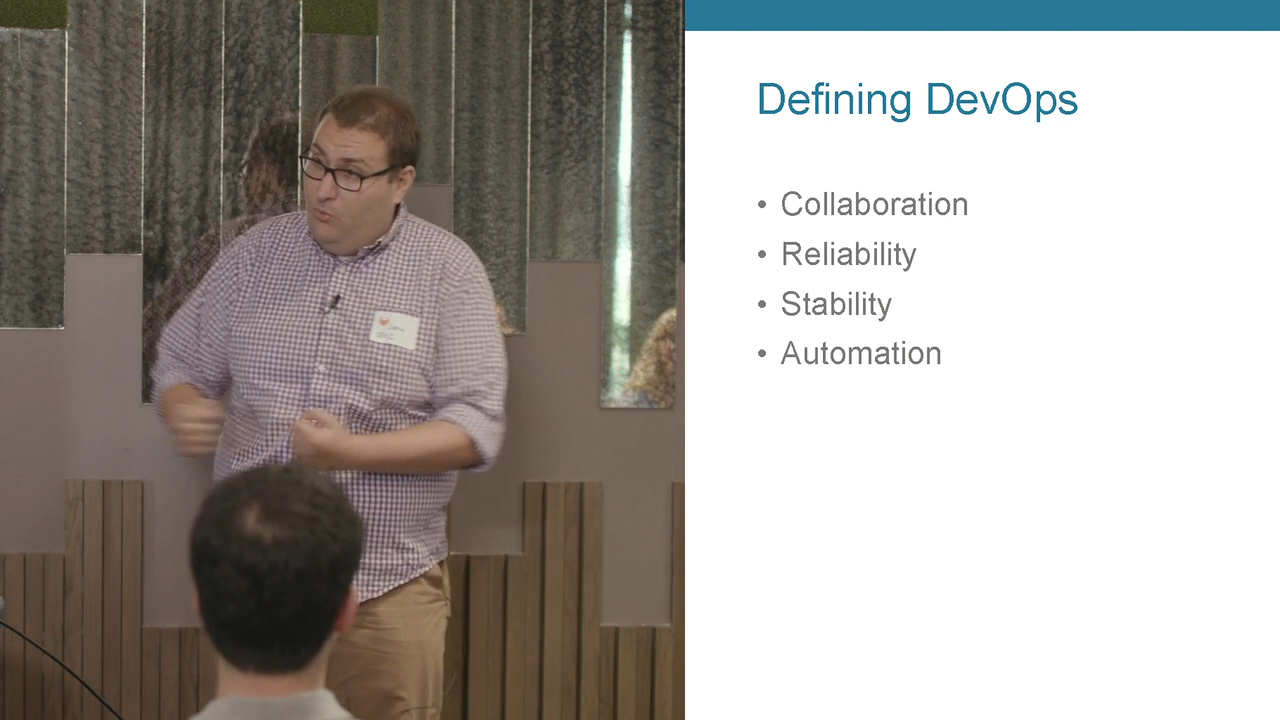 Defining DevOps
• Collaboration
• Reliability
• Stability
• Automation